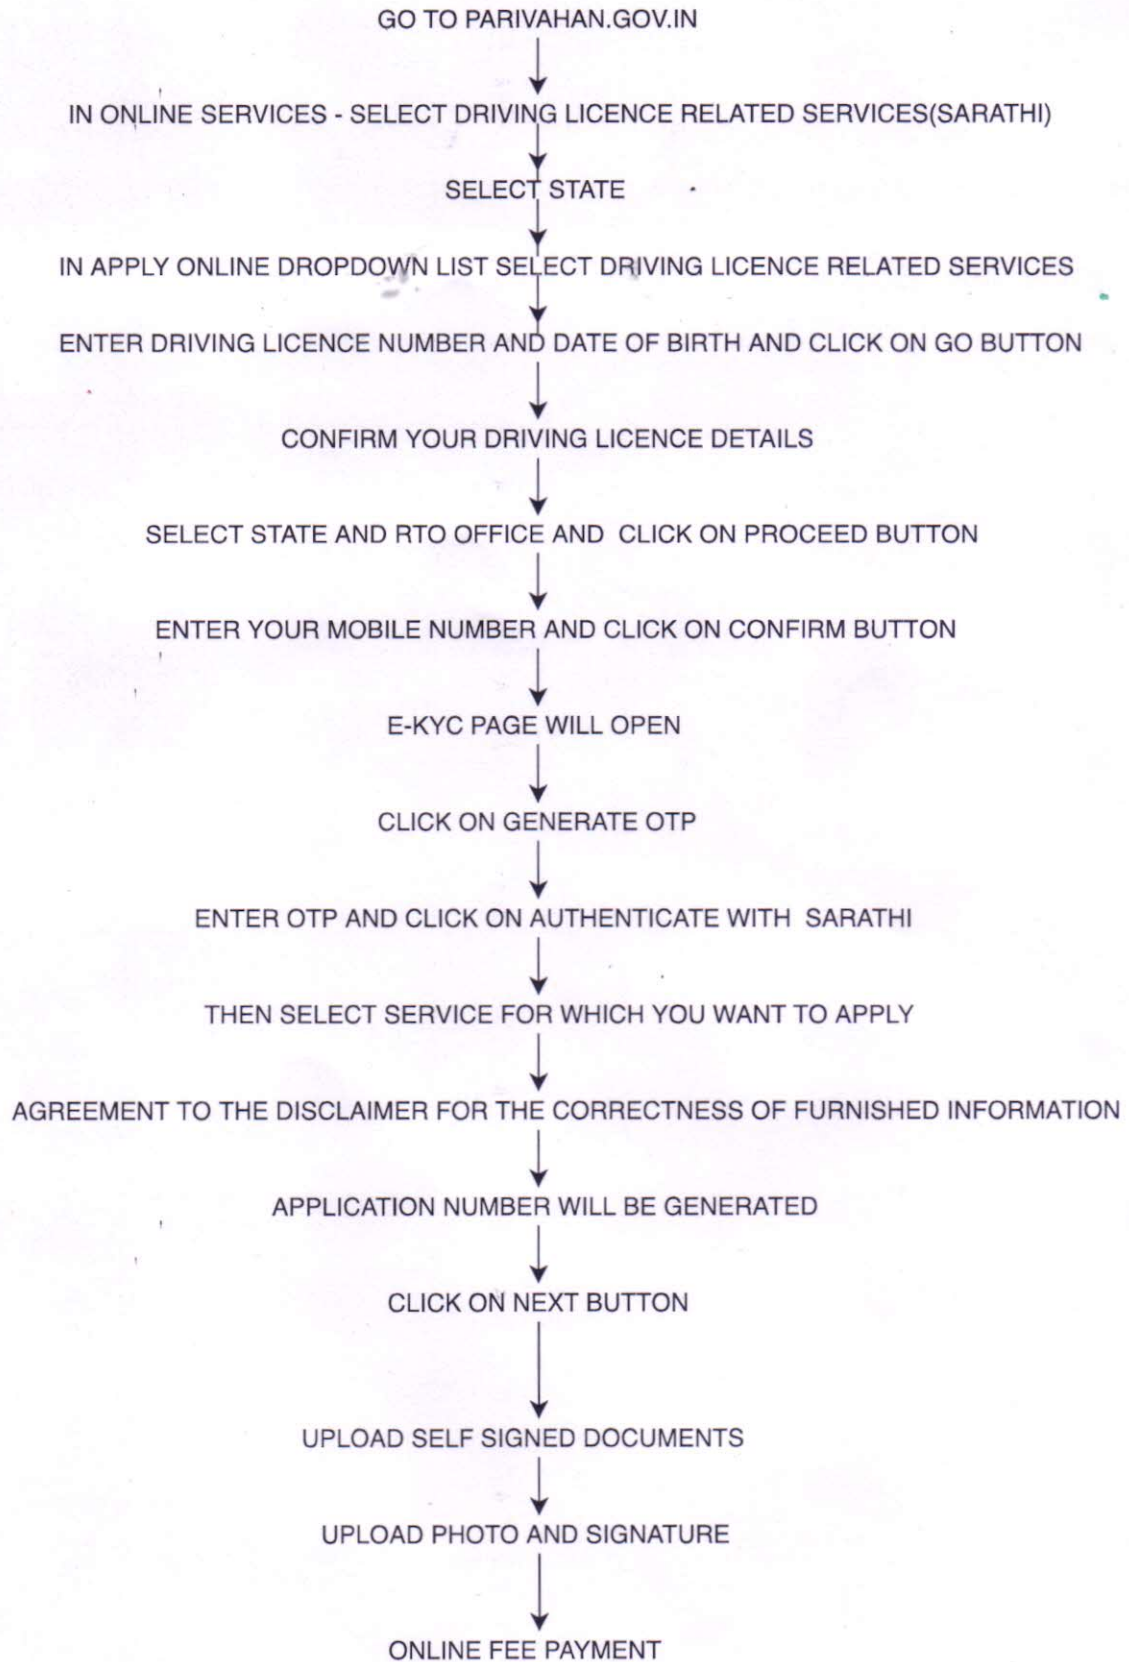 GO TO PARIVAHAN.GOV.IN
IN ONLINE SERVICES - SELECT DRIVING LICENCE RELATED SERVICES(SARATHI)
SELECT STATE
IN APPLY ONLINE DROPDOWN LIST SELECT DRIVING LICENCE RELATED SERVICES
ENTER DRIVING LICENCE NUMBER AND DATE OF BIRTH AND CLICK ON GO BUTTON
CONFIRM YOUR DRIVING LICENCE DETAILS
SELECT STATE AND RTO OFFICE AND CLICK ON PROCEED BUTTON
ENTER YOUR MOBILE NUMBER AND CLICK ON CONFIRM BUTTON
E-KYC PAGE WILL OPEN
CLICK ON GENERATE OTP
ENTER OTP AND CLICK ON AUTHENTICATE WITH SARATHI
THEN SELECT SERVICE FOR WHICH YOU WANT TO APPLY
AGREEMENT TO THE DISCLAIMER FOR THE CORRECTNESS OF FURNISHED INFORMATION
APPLICATION NUMBER WILL BE GENERATED
CLICK ON NEXT BUTTON
UPLOAD SELF SIGNED DOCUMENTS
UPLOAD PHOTO AND SIGNATURE
ONLINE FEE PAYMENT